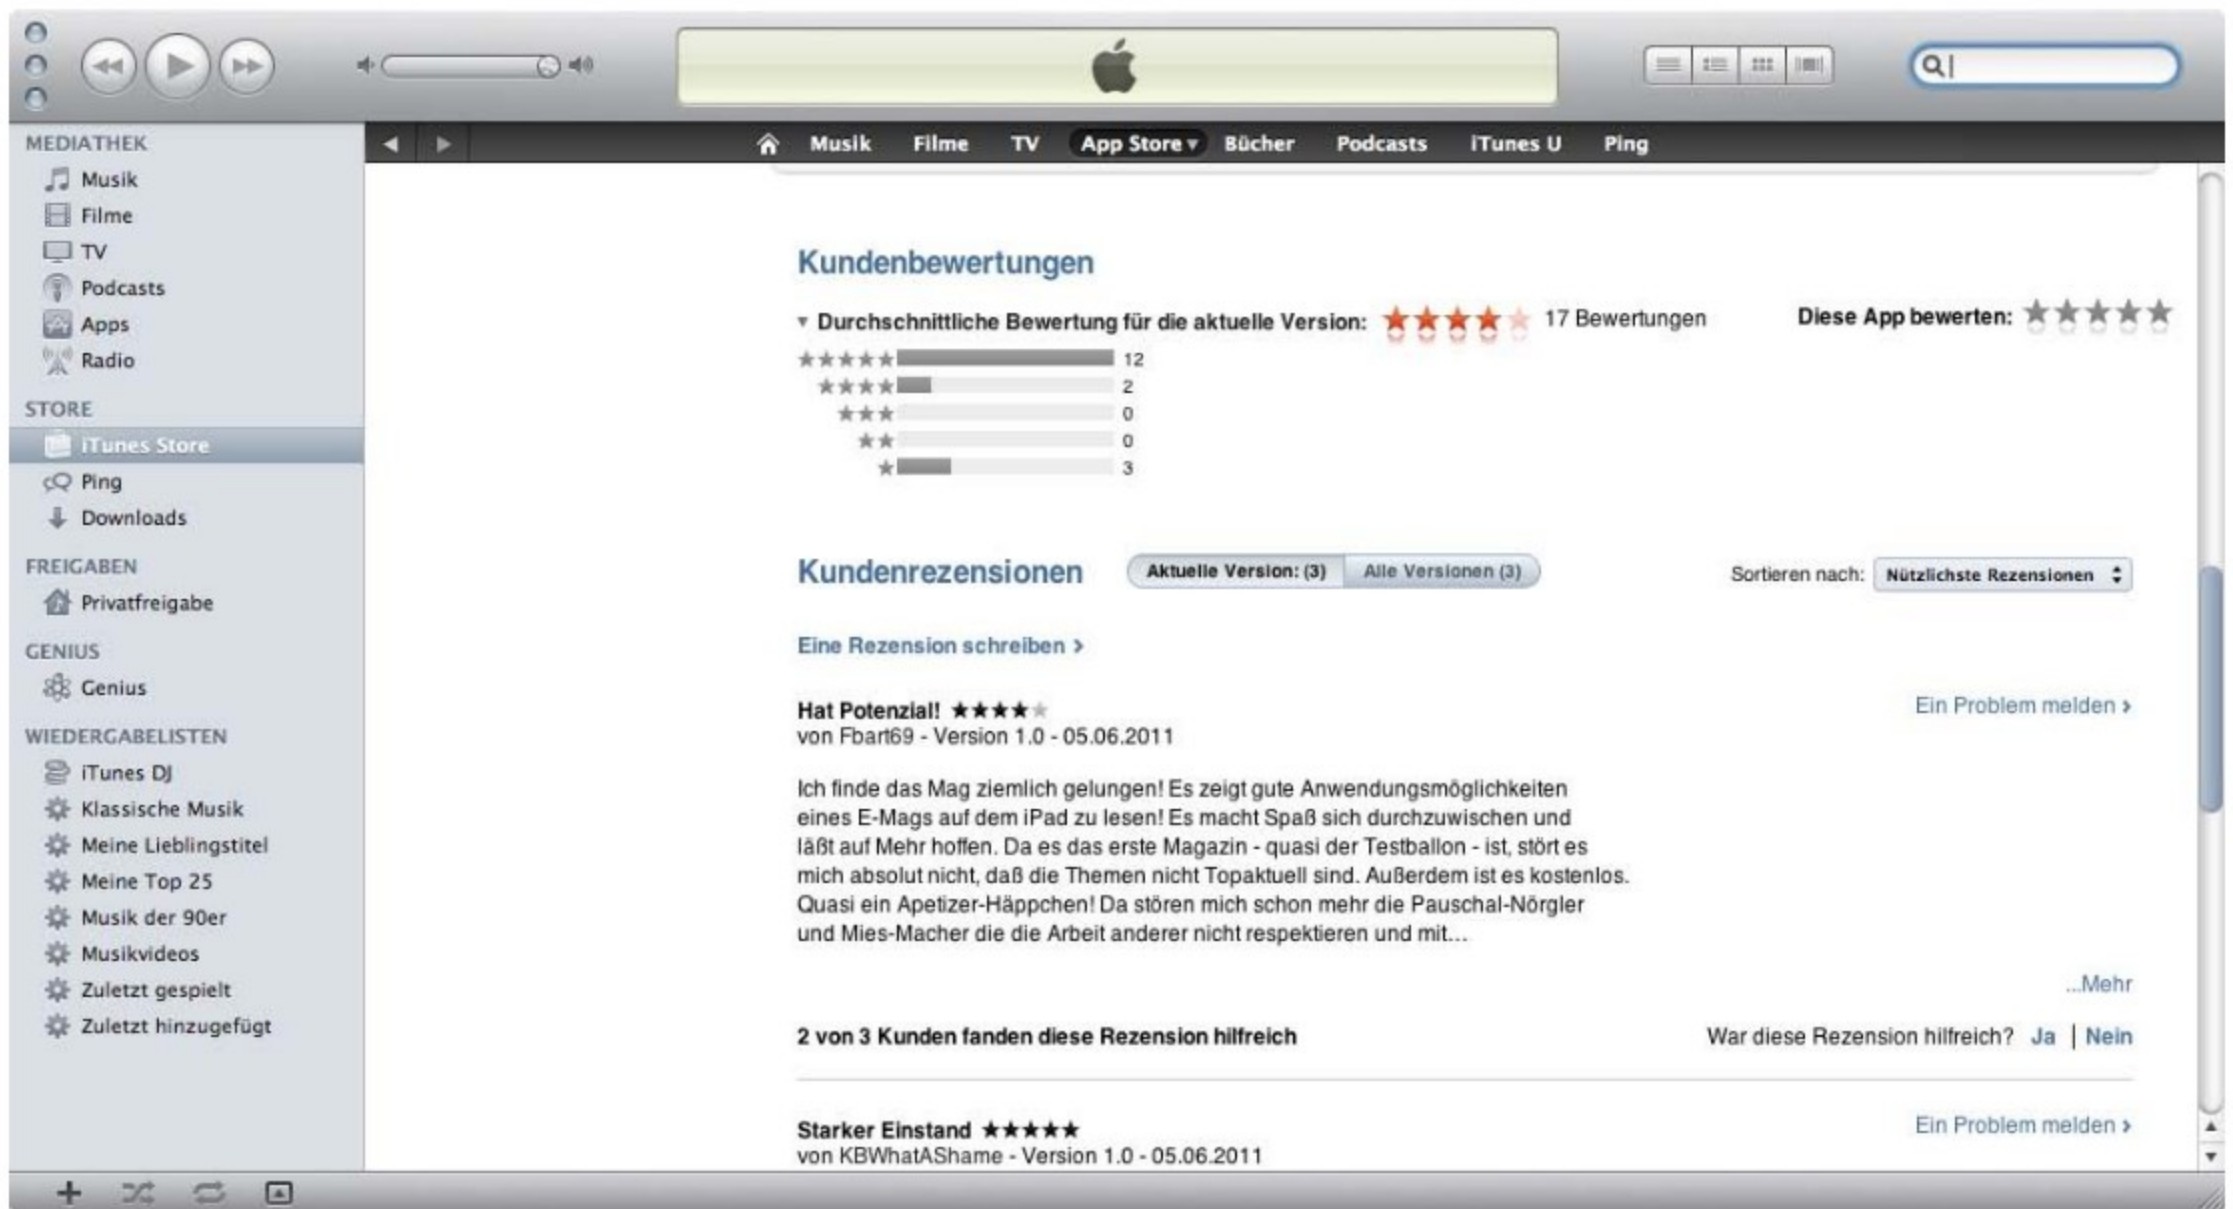 MEDIATHEK
Musik
Filme
TV
Podcasts
Apps
Radio
STORE
iTunes Store
Ping
Downloads
FREIGABEN
Privatfreigabe
GENIUS
Genius
WIEDERGABELISTEN
iTunes DJ
Klassische Musik
Meine Lieblingstitel
Meine Top 25
Musik der 90er
Musikvideos
Zuletzt gespielt
Zuletzt hinzugefügt
Musik Filme TV App Store Bücher Podcasts iTunes U Ping
Kundenbewertungen
Durchschnittliche Bewertung für die aktuelle Version: 17 Bewertungen Diese App bewerten:
12
2
0
0
3
Kundenrezensionen Aktuelle Version: (3) Alle Versionen (3) Sortieren nach: Nützlichste Rezensionen
Eine Rezension schreiben ›
Hat Potenzial! ★★★★★ Ein Problem melden ›
von Fbart69 - Version 1.0 - 05.06.2011
Ich finde das Mag ziemlich gelungen! Es zeigt gute Anwendungsmöglichkeiten
eines E-Mags auf dem iPad zu lesen! Es macht Spaß sich durchzuwischen und
läßt auf Mehr hoffen. Da es das erste Magazin - quasi der Testballon - ist, stört es
mich absolut nicht, daß die Themen nicht Topaktuell sind. Außerdem ist es kostenlos.
Quasi ein Apetizer-Häppchen! Da stören mich schon mehr die Pauschal-Nörgler
und Mies-Macher die die Arbeit anderer nicht respektieren und mit...
...Mehr
2 von 3 Kunden fanden diese Rezension hilfreich War diese Rezension hilfreich? Ja | Nein
Starker Einstand ★★★★★ Ein Problem melden ›
von KBWhatAShame - Version 1.0 - 05.06.2011